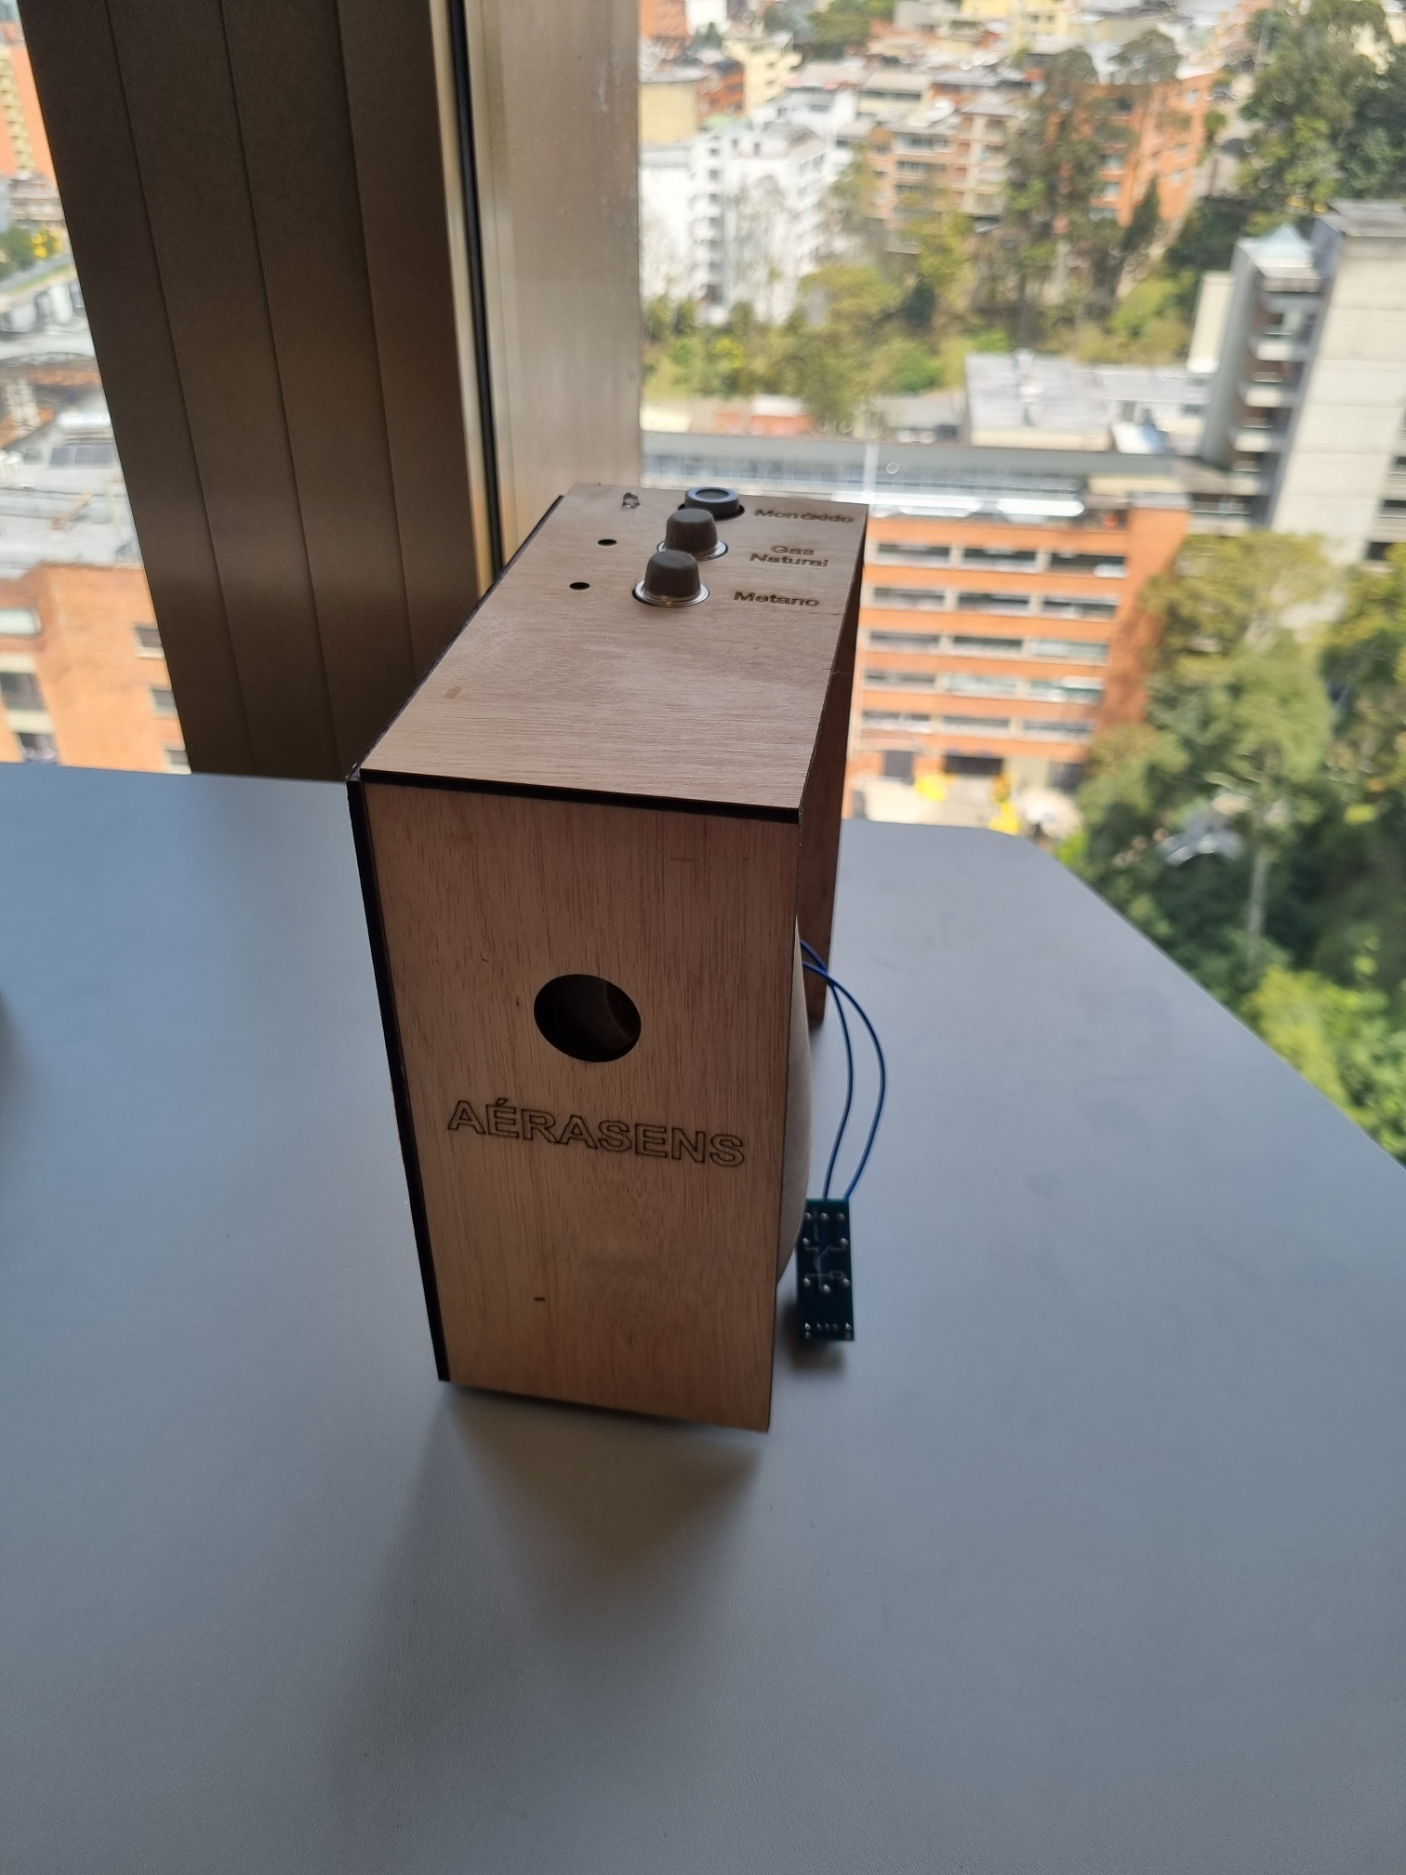 Monóxido
Gas
Natural
Metano
AÉRASENS